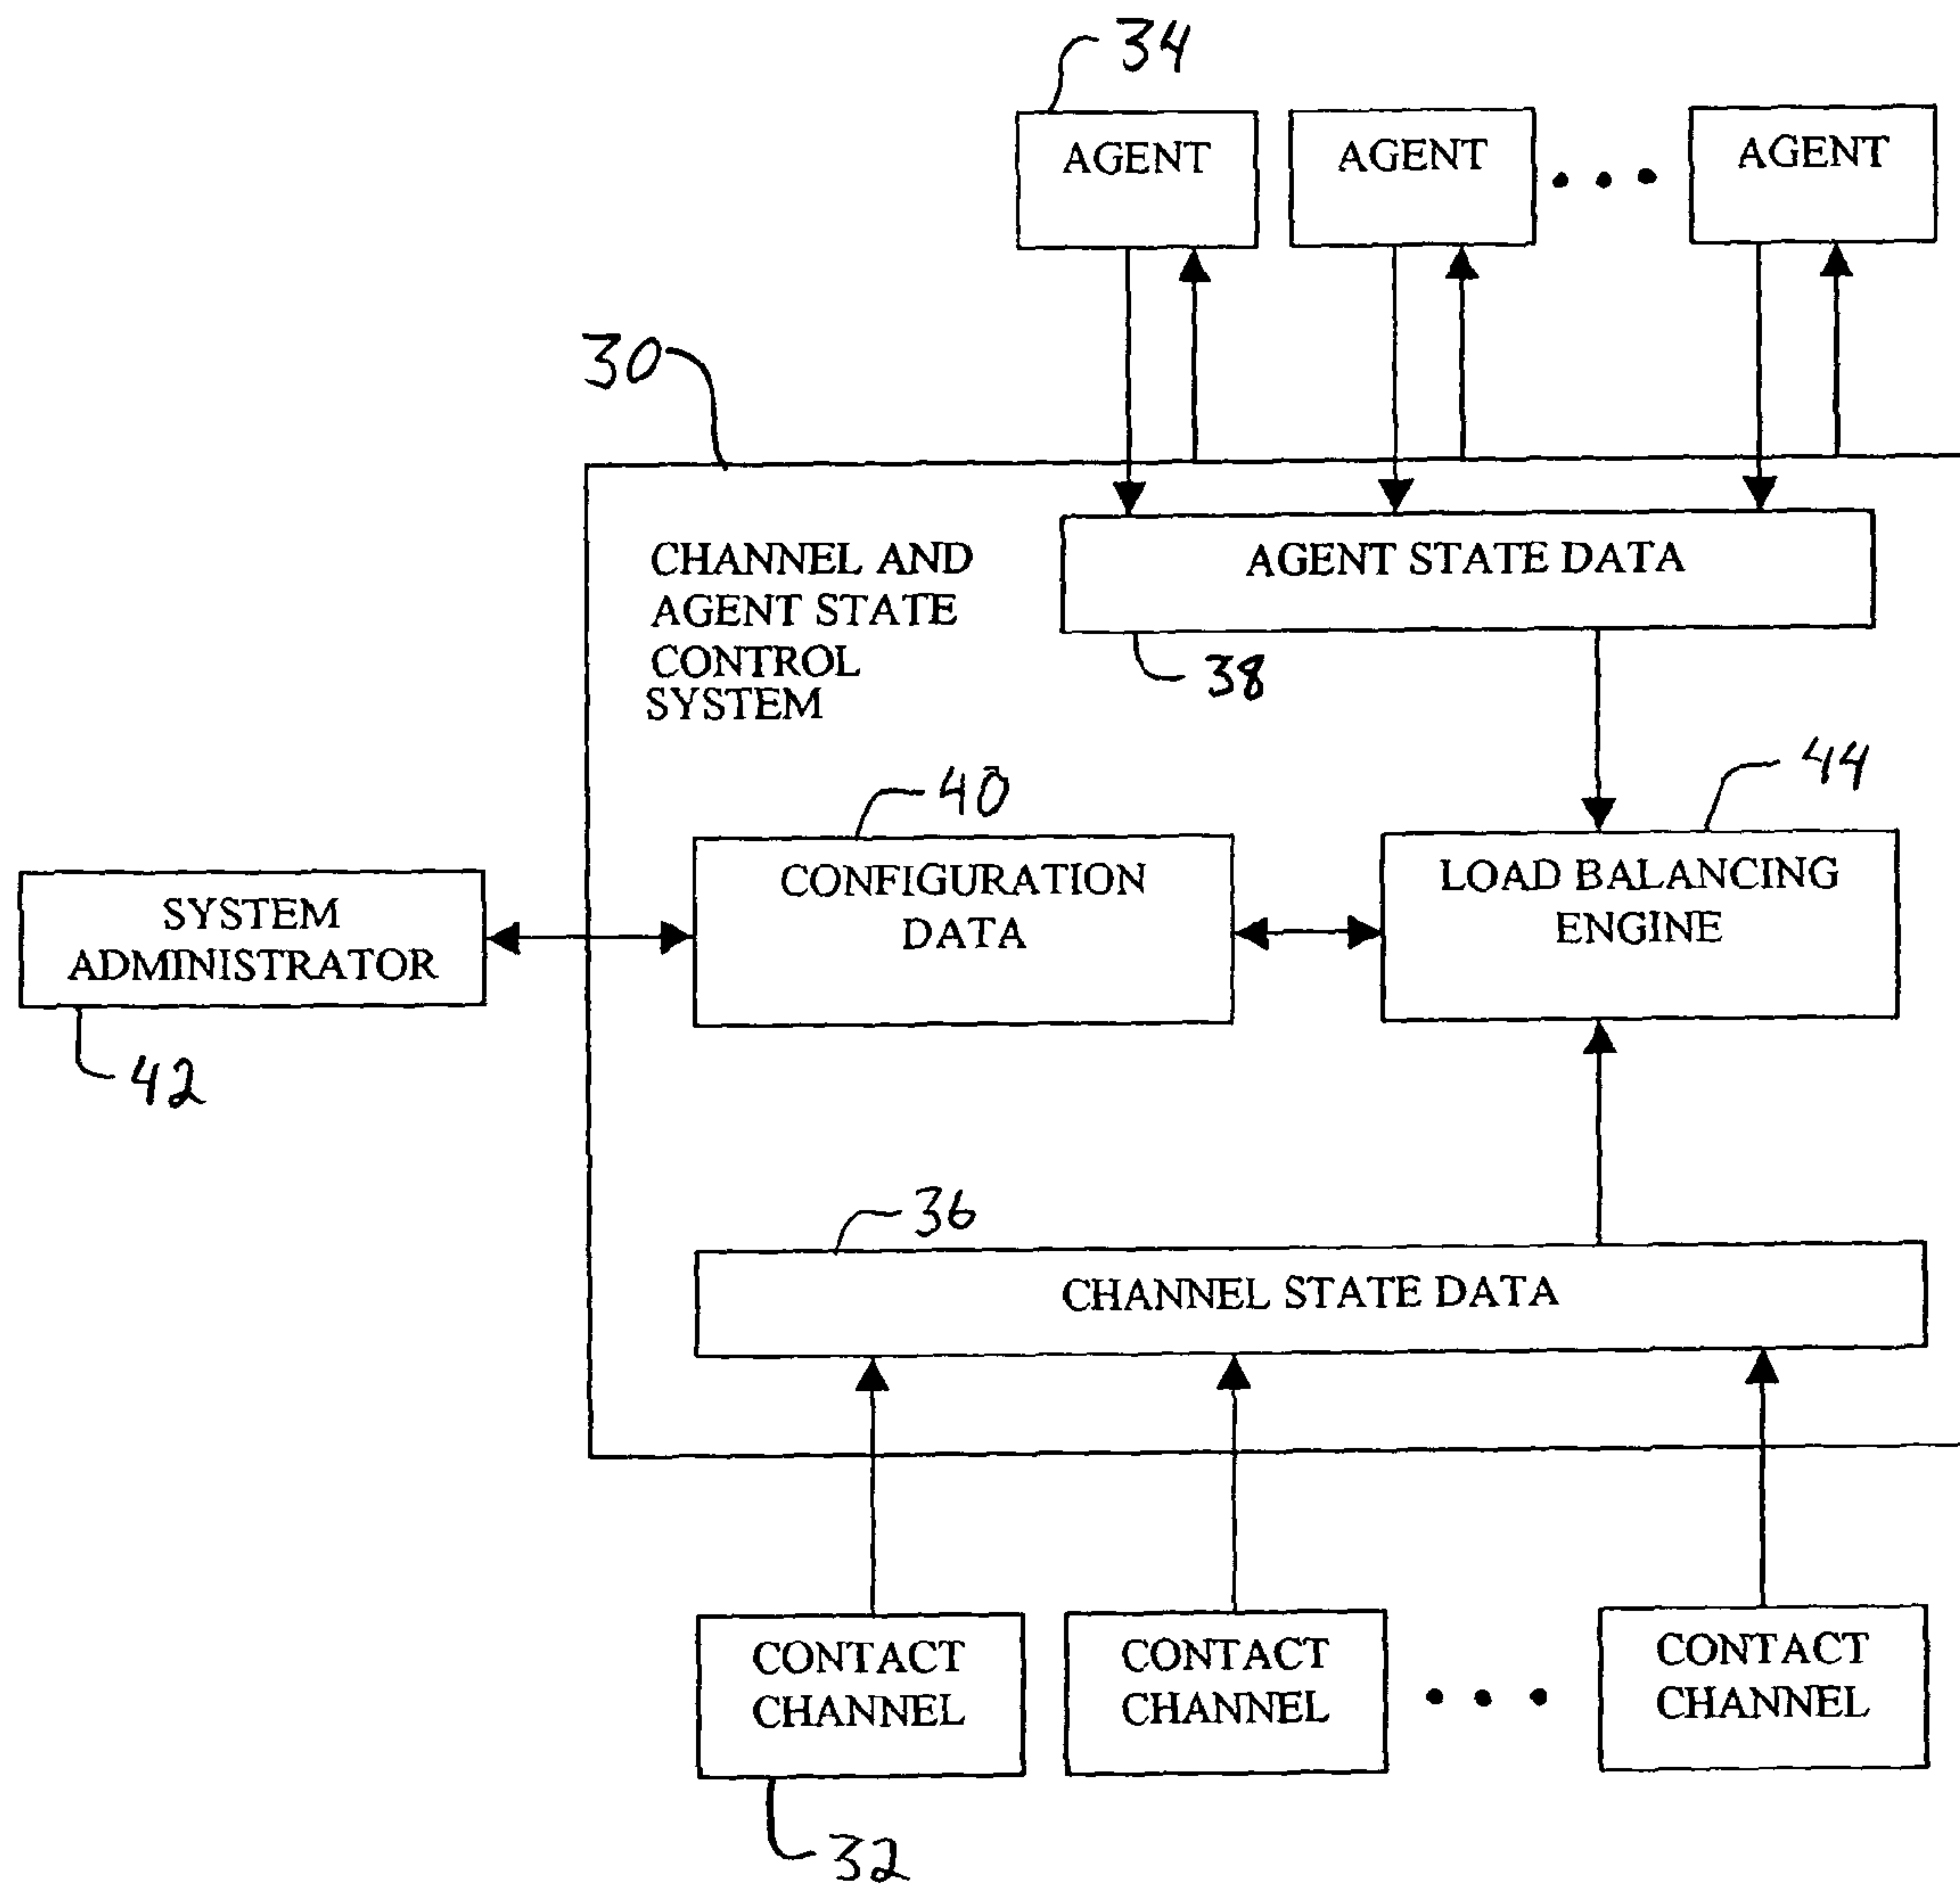 34
AGENT
AGENT
AGENT
30
CHANNEL AND
AGENT STATE
CONTROL
SYSTEM
AGENT STATE DATA
38
40
44
CONFIGURATION
DATA
LOAD BALANCING
ENGINE
SYSTEM
ADMINISTRATOR
42
36
CHANNEL STATE DATA
CONTACT
CHANNEL
CONTACT
CHANNEL
CONTACT
CHANNEL
32